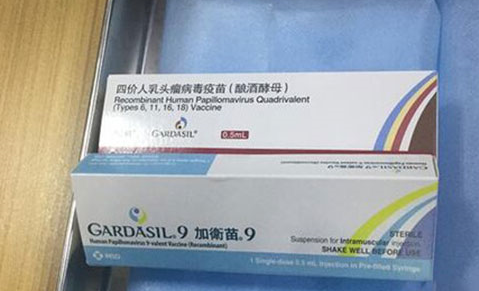 四价人乳头瘤病毒疫苗（酿酒酵母）
Recombinant Human Papillomavirus Quadrivalent
(Types 6, 11, 16, 18) Vaccine
GARDASIL
0.5mL
GARDASIL 9
GARDASIL®9 加衛苗®9
Human Papillomavirus 9-valent Vaccine (Recombinant)
STERILE
Suspension for Intramuscular Injection
SHAKE WELL BEFORE USE
MSD
1 Single-dose 0.5 mL Injection in Pre-filled Syringe